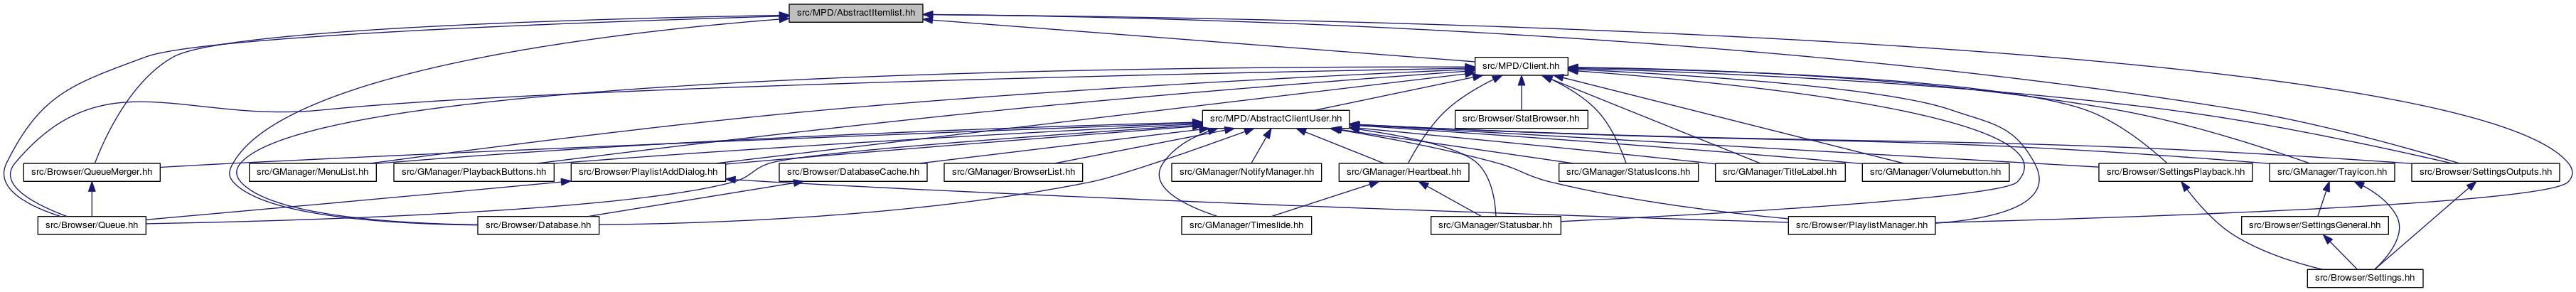 src/MPD/AbstractItemlist.hh
src/MPD/Client.hh
src/MPD/AbstractClientUser.hh
src/Browser/StatBrowser.hh
src/Browser/QueueMerger.hh
src/GManager/MenuList.hh
src/GManager/PlaybackButtons.hh
src/Browser/PlaylistAddDialog.hh
src/Browser/DatabaseCache.hh
src/GManager/BrowserList.hh
src/GManager/NotifyManager.hh
src/GManager/Heartbeat.hh
src/GManager/StatusIcons.hh
src/GManager/TitleLabel.hh
src/GManager/Volumebutton.hh
src/Browser/SettingsPlayback.hh
src/GManager/Trayicon.hh
src/Browser/SettingsOutputs.hh
src/Browser/Queue.hh
src/Browser/Database.hh
src/GManager/Timeslide.hh
src/GManager/Statusbar.hh
src/Browser/PlaylistManager.hh
src/Browser/SettingsGeneral.hh
src/Browser/Settings.hh